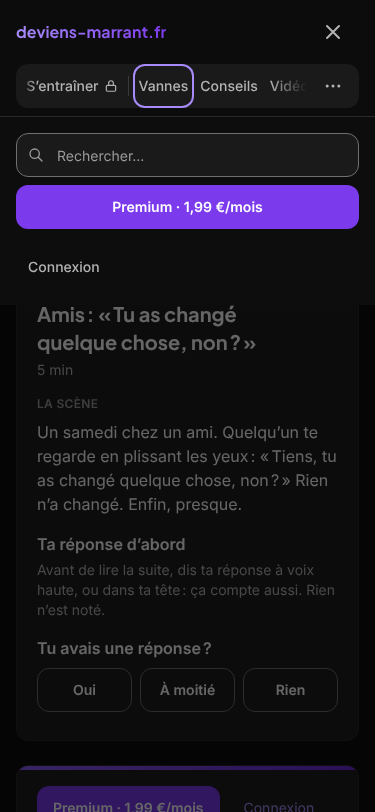 deviens-marrant.fr
S’entraîner Vannes Conseils Vidéo
Rechercher...
Premium · 1,99 €/mois
Connexion
Amis : « Tu as changé
quelque chose, non ? »
5 min
LA SCÈNE
Un samedi chez un ami. Quelqu’un te
regarde en plissant les yeux : « Tiens, tu
as changé quelque chose, non ? » Rien
n’a changé. Enfin, presque.
Ta réponse d’abord
Avant de lire la suite, dis ta réponse à voix
haute, ou dans ta tête : ça compte aussi. Rien
n’est noté.
Tu avais une réponse ?
Oui À moitié Rien
Premium · 1,99 €/mois Connexion